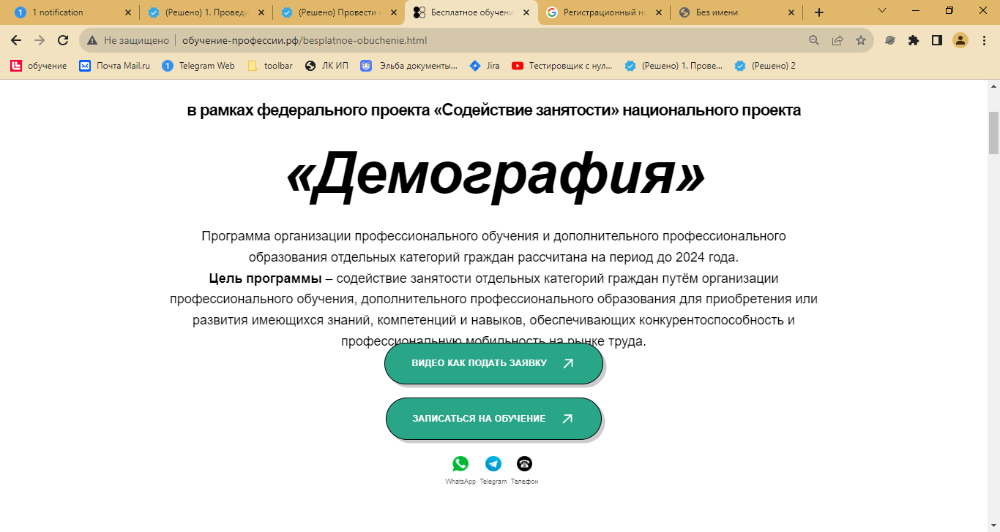 1 notification
(Решено) 1. Провед
(Решено) Провести
Бесплатное обучени
Регистрационный н
Без имени
Не защищено
обучение-профессии.рф/besplatnoe-obuchenie.html
обучение
Почта Mail.ru
1 Telegram Web
toolbar
ЛК ИП
Эльба документы...
Jira
Тестировщик с нул...
(Решено) 1. Прове...
(Решено) 2
в рамках федерального проекта «Содействие занятости» национального проекта
«Демография»
Программа организации профессионального обучения и дополнительного профессионального
образования отдельных категорий граждан рассчитана на период до 2024 года.
Цель программы – содействие занятости отдельных категорий граждан путём организации
профессионального обучения, дополнительного профессионального образования для приобретения или
развития имеющихся знаний, компетенций и навыков, обеспечивающих конкурентоспособность и
профессиональную мобильность на рынке труда.
ВИДЕО КАК ПОДАТЬ ЗАЯВКУ
ЗАПИСАТЬСЯ НА ОБУЧЕНИЕ
WhatsApp Telegram Телефон